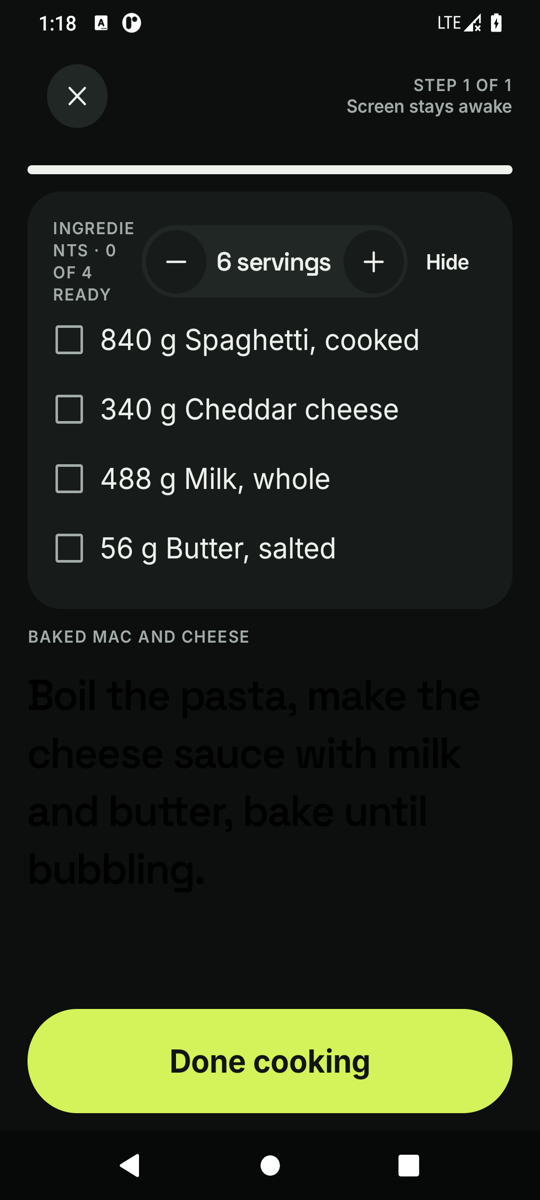 1:18
LTE
STEP 1 OF 1
Screen stays awake
INGREDIE
NTS · 0
OF 4
READY
6 servings
Hide
840 g Spaghetti, cooked
340 g Cheddar cheese
488 g Milk, whole
56 g Butter, salted
BAKED MAC AND CHEESE
Boil the pasta, make the
cheese sauce with milk
and butter, bake until
bubbling.
Done cooking